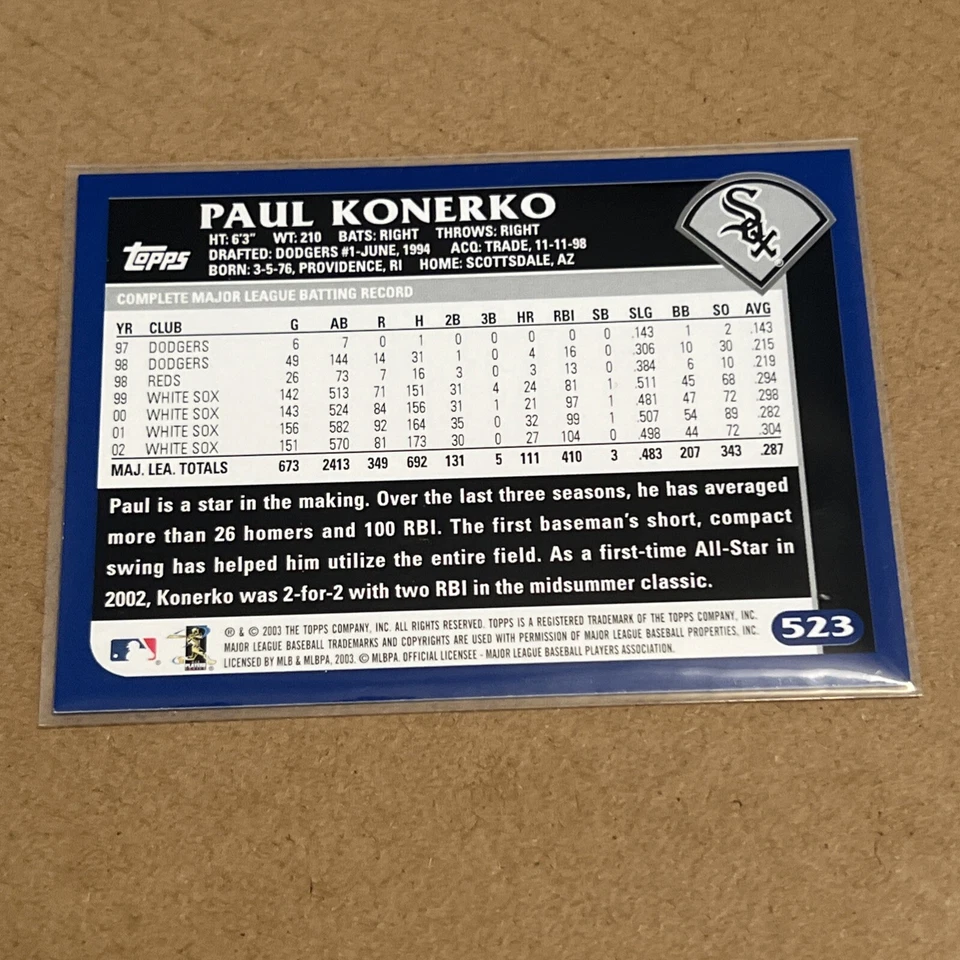 PAUL KONERKO
Topps
HT: 6'3" WT: 210 BATS: RIGHT THROWS: RIGHT
DRAFTED: DODGERS #1-JUNE, 1994 ACQ: TRADE, 11-11-98
BORN: 3-5-76, PROVIDENCE, RI HOME: SCOTTSDALE, AZ
Sox
COMPLETE MAJOR LEAGUE BATTING RECORD
YR CLUB G AB R H 2B 3B HR RBI SB SLG BB SO AVG
97 DODGERS 6 7 0 1 0 0 0 0 0 .143 1 2 .143
98 DODGERS 49 144 14 31 1 0 4 16 0 .306 10 30 .215
98 REDS 26 73 7 16 3 0 3 13 0 .384 6 10 .219
99 WHITE SOX 142 513 71 151 31 4 24 81 1 .511 45 68 .294
00 WHITE SOX 143 524 84 156 31 1 21 97 1 .481 47 72 .298
01 WHITE SOX 156 582 92 164 35 0 32 99 1 .507 54 89 .282
02 WHITE SOX 151 570 81 173 30 0 27 104 0 .498 44 72 .304
MAJ. LEA. TOTALS 673 2413 349 692 131 5 111 410 3 .483 207 343 .287
Paul is a star in the making. Over the last three seasons, he has averaged
more than 26 homers and 100 RBI. The first baseman's short, compact
swing has helped him utilize the entire field. As a first-time All-Star in
2002, Konerko was 2-for-2 with two RBI in the midsummer classic.
® & © 2003 THE TOPPS COMPANY, INC. ALL RIGHTS RESERVED. TOPPS IS A REGISTERED TRADEMARK OF THE TOPPS COMPANY, INC.
MAJOR LEAGUE BASEBALL TRADEMARKS AND COPYRIGHTS ARE USED WITH PERMISSION OF MAJOR LEAGUE BASEBALL PROPERTIES, INC.
LICENSED BY MLB & MLBPA, 2003. © MLBPA. OFFICIAL LICENSEE - MAJOR LEAGUE BASEBALL PLAYERS ASSOCIATION.
523